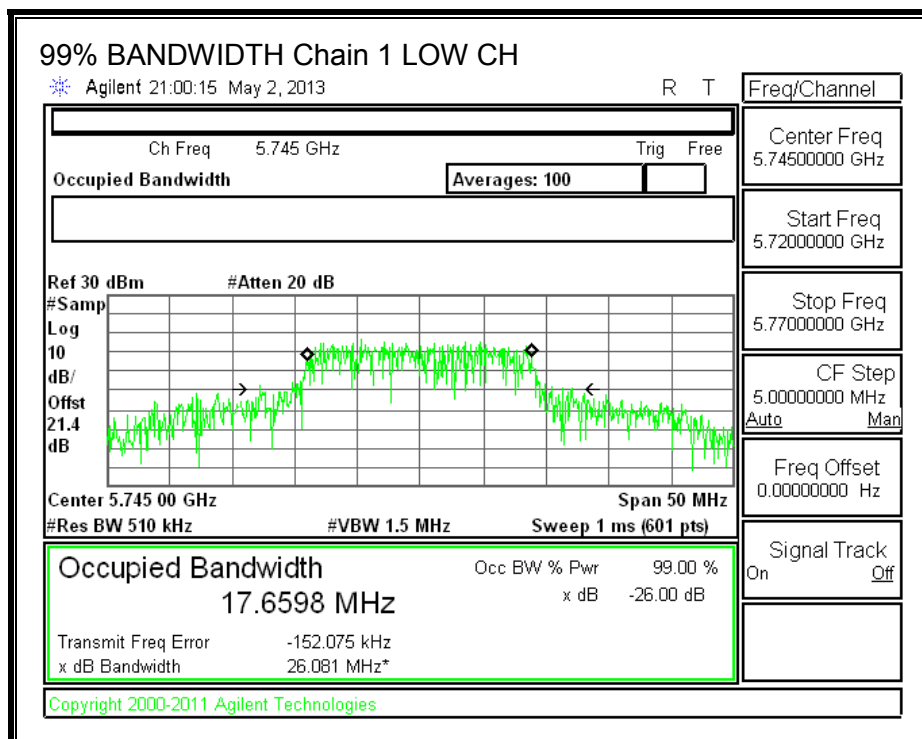 99% BANDWIDTH Chain 1 LOW CH
Agilent 21:00:15 May 2, 2013 R T
Freq/Channel
Ch Freq 5.745 GHz Trig Free
Occupied Bandwidth Averages: 100
Ref 30 dBm #Atten 20 dB
#Samp
Log
10
dB/
Offst
21.4
dB
Center 5.745 00 GHz Span 50 MHz
#Res BW 510 kHz #VBW 1.5 MHz Sweep 1 ms (601 pts)
Occupied Bandwidth
17.6598 MHz
Occ BW % Pwr 99.00 %
x dB -26.00 dB
Transmit Freq Error -152.075 kHz
x dB Bandwidth 26.081 MHz*
Center Freq
5.74500000 GHz
Start Freq
5.72000000 GHz
Stop Freq
5.77000000 GHz
CF Step
5.00000000 MHz
Auto Man
Freq Offset
0.00000000 Hz
Signal Track
On Off
Copyright 2000-2011 Agilent Technologies